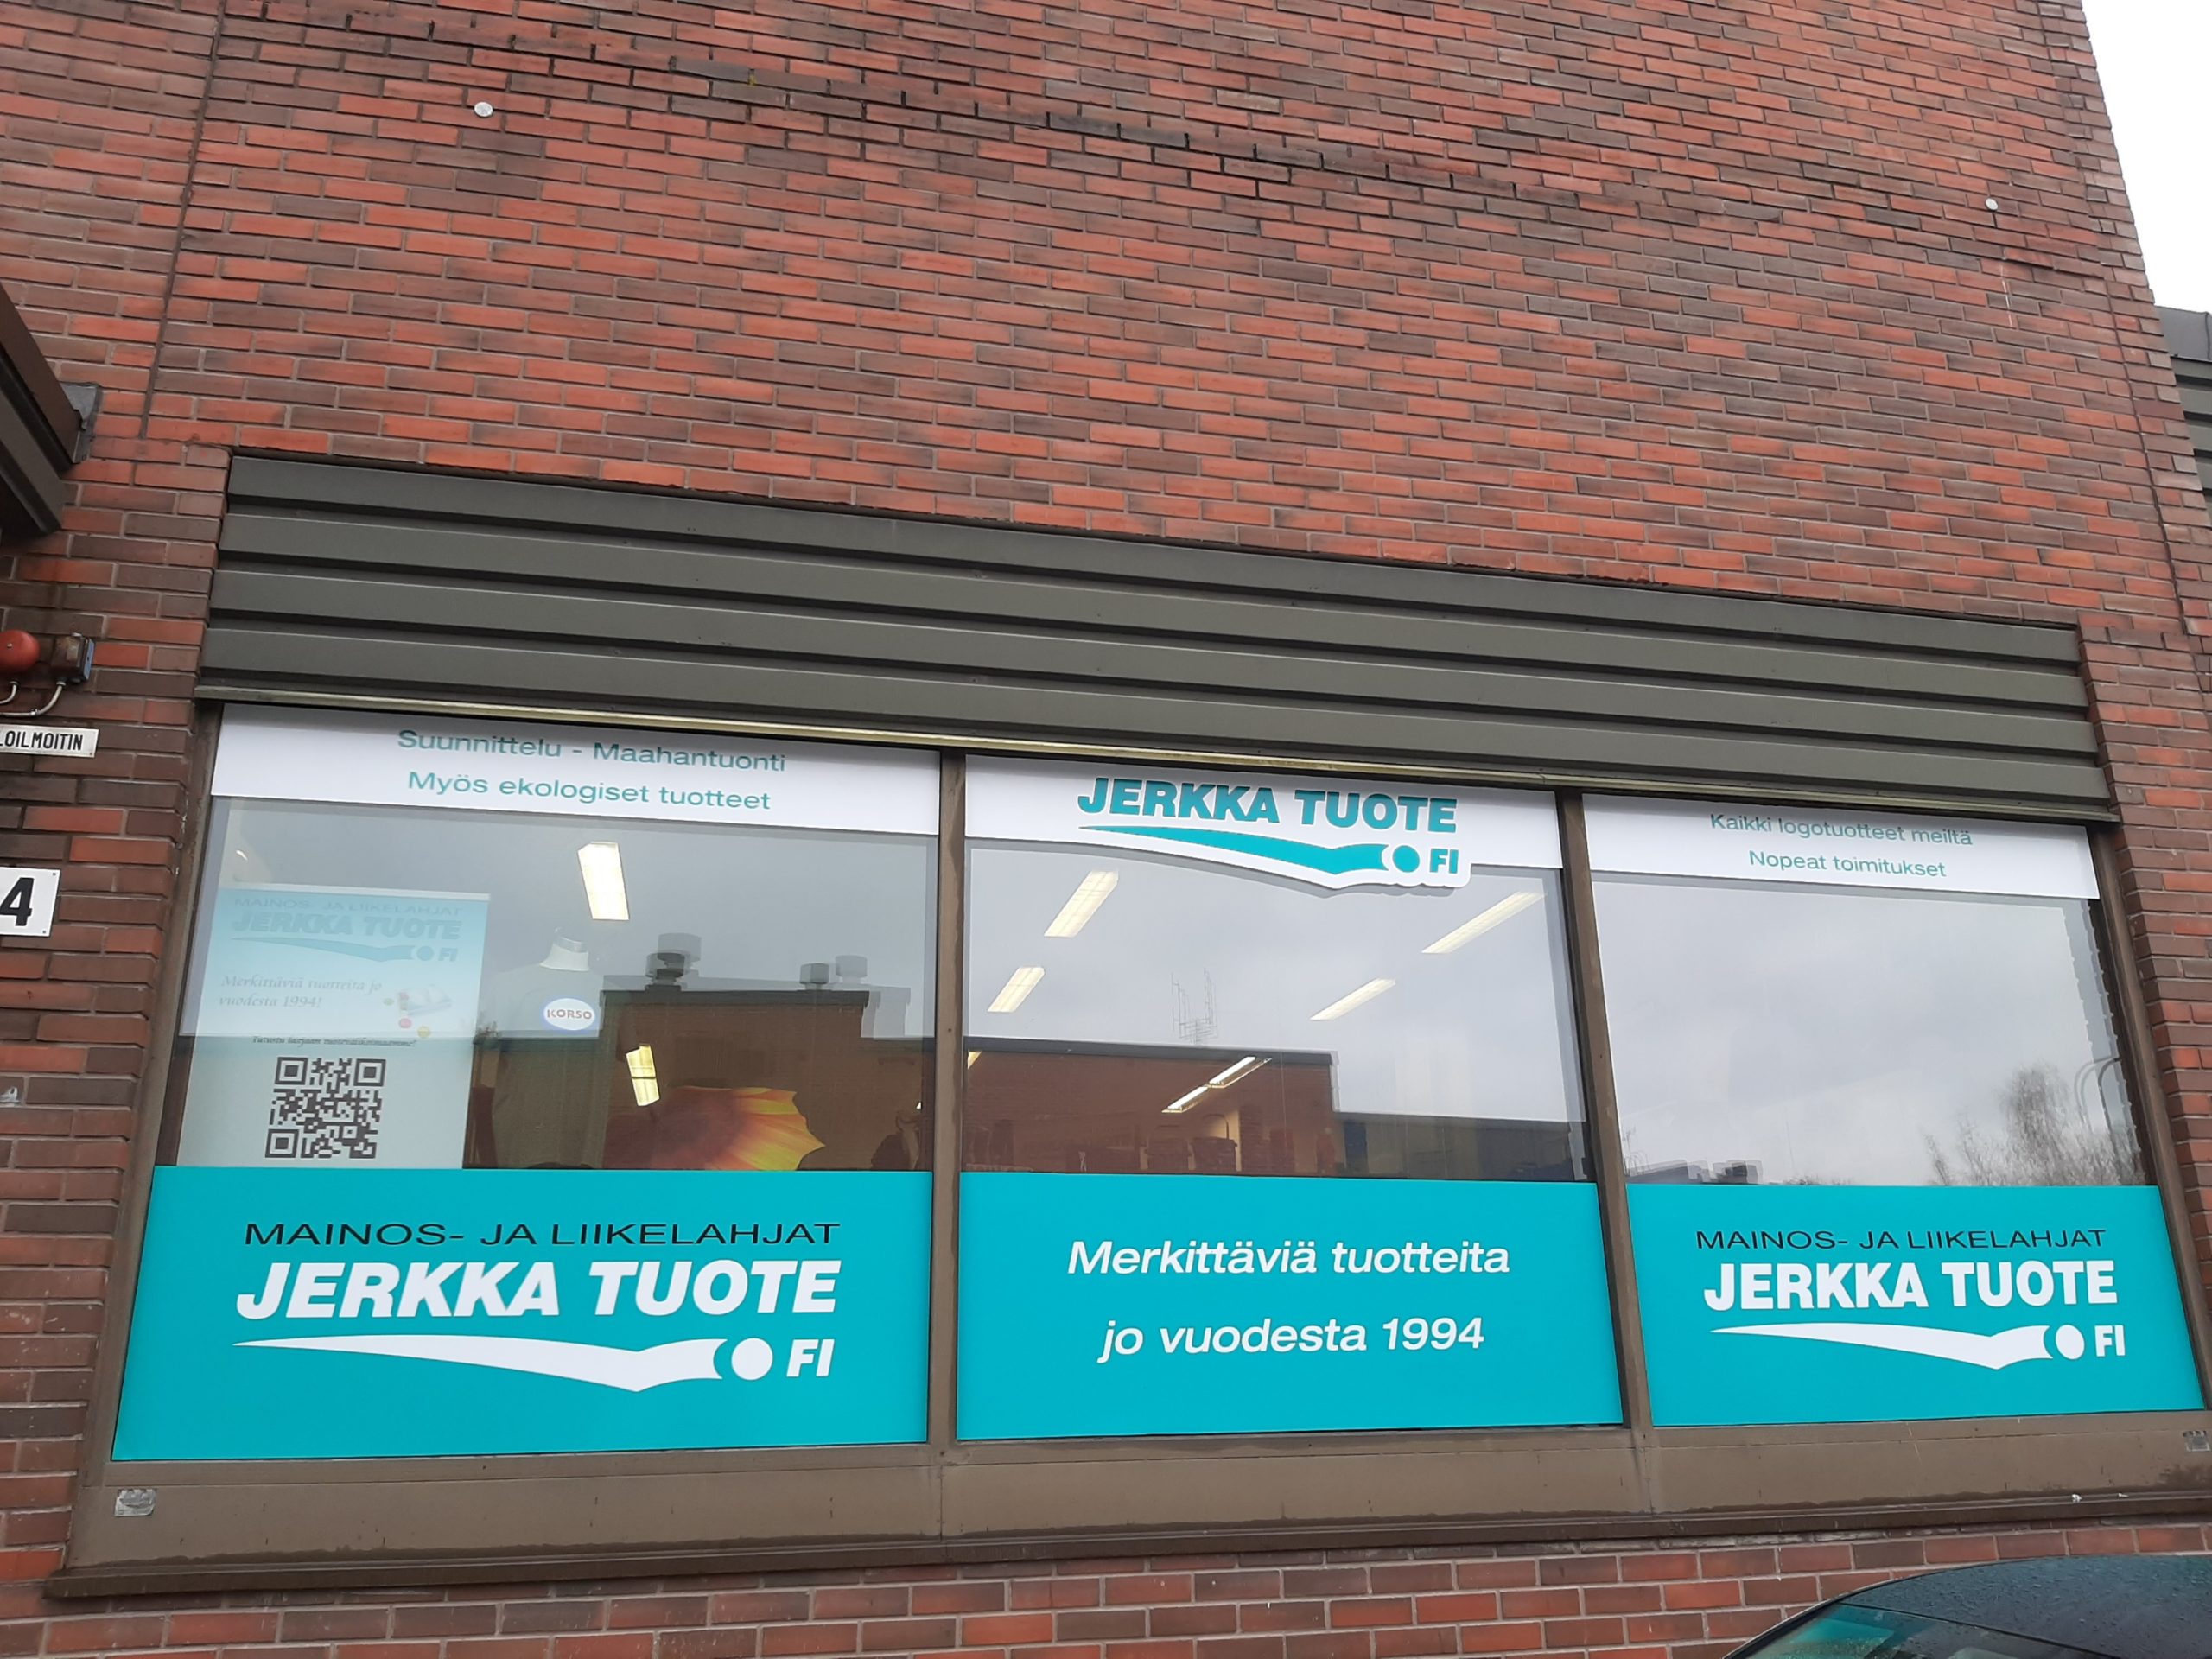 Suunnittelu - Maahantuonti
Myös ekologiset tuotteet
JERKKA TUOTE
FI
Kaikki logotuotteet meiltä
Nopeat toimitukset
LOILMOITIN
4
MAINOS- JA LIIKELAHJAT
JERKKA TUOTE
FI
Merkittäviä tuotteita jo
vuodesta 1994!
KORSO
MAINOS- JA LIIKELAHJAT
JERKKA TUOTE
FI
Merkittäviä tuotteita
jo vuodesta 1994
MAINOS- JA LIIKELAHJAT
JERKKA TUOTE
FI